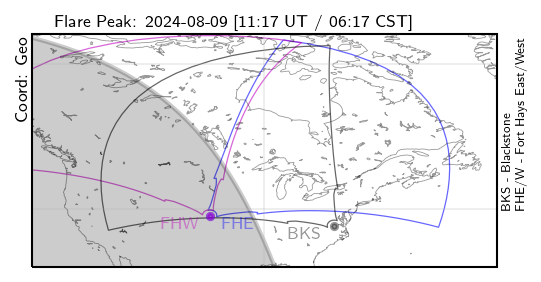 Flare Peak: 2024-08-09 [11:17 UT / 06:17 CST]
Coord: Geo
FHW
FHE
BKS
BKS - Blackstone
FHE/W - Fort Hays East/West